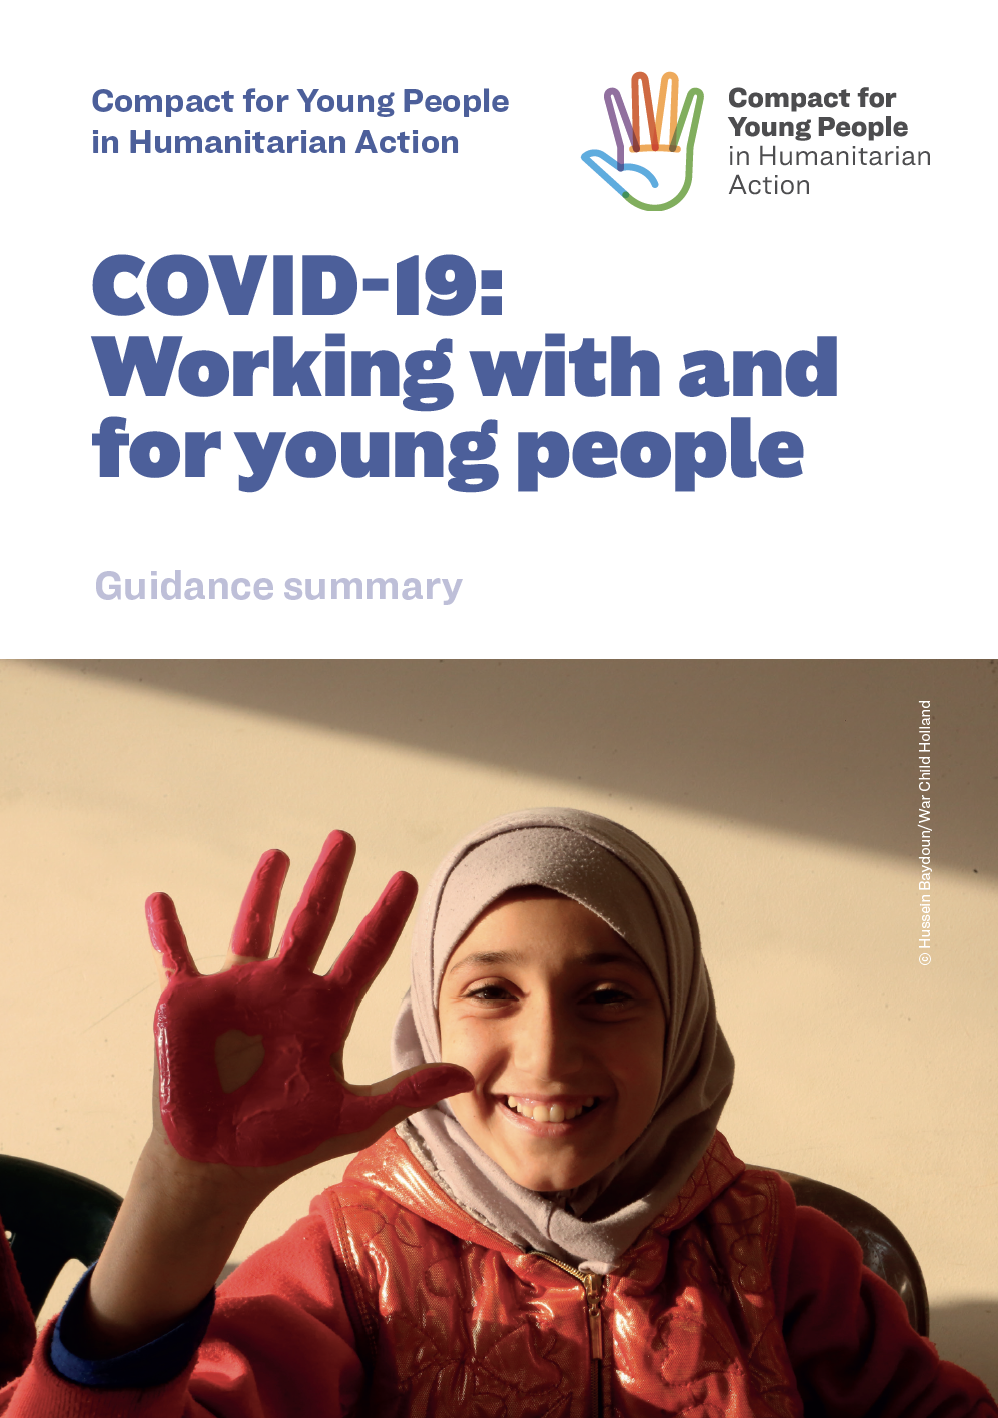 Compact for Young People
in Humanitarian Action
Compact for
Young People
in Humanitarian
Action
COVID-19:
Working with and
for young people
Guidance summary
© Hussein Baydoun/War Child Holland